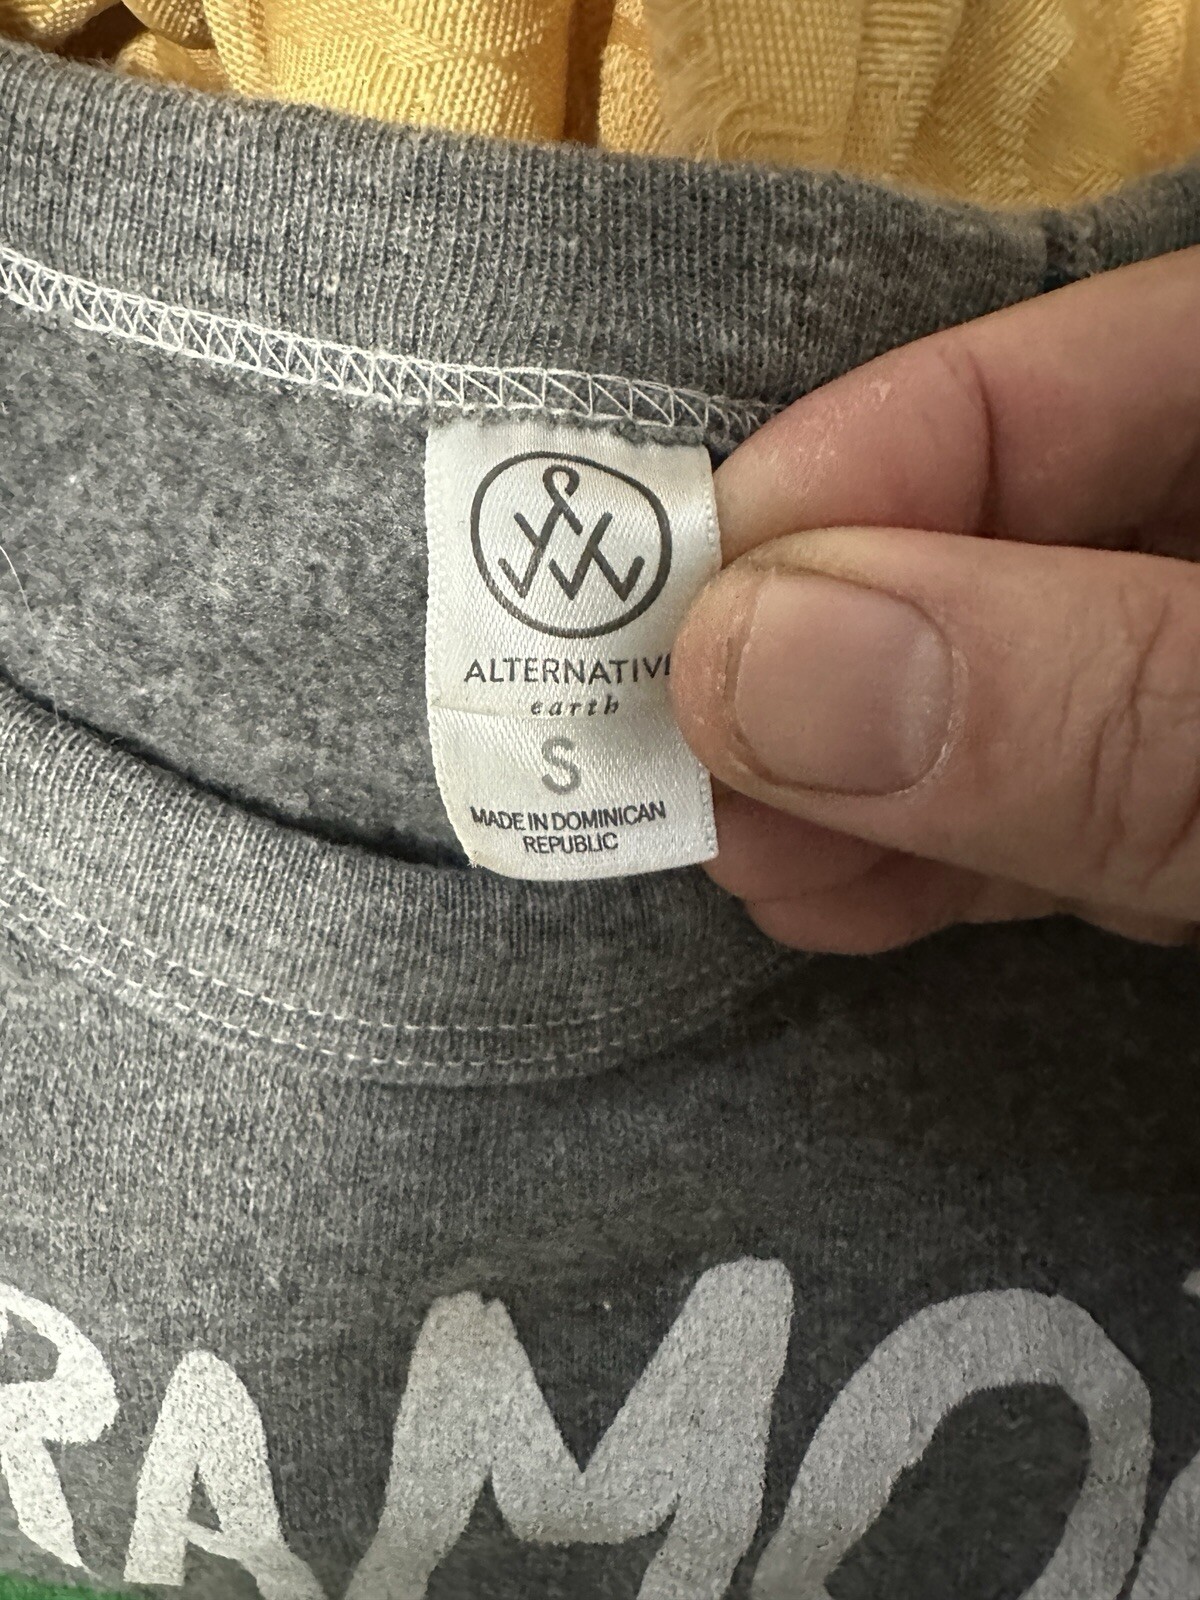 ALTERNATIVE
earth
S
MADE IN DOMINICAN
REPUBLIC
RAMO